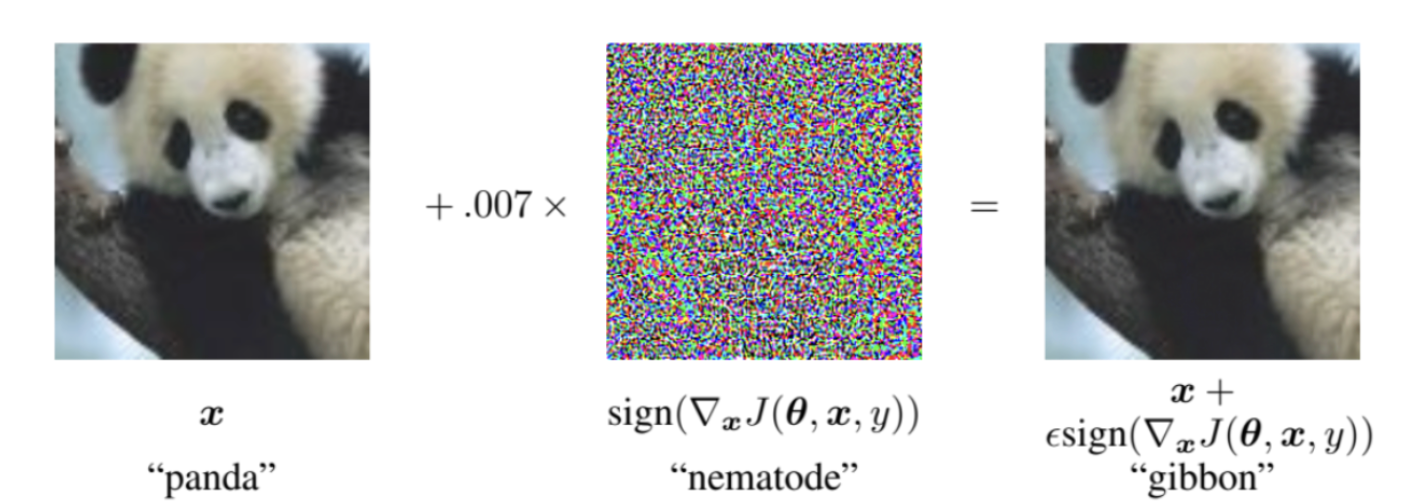 + .007 ×
=
x
sign(∇ₓJ(θ, x, y))
x +
ϵsign(∇ₓJ(θ, x, y))
“panda”
“nematode”
“gibbon”